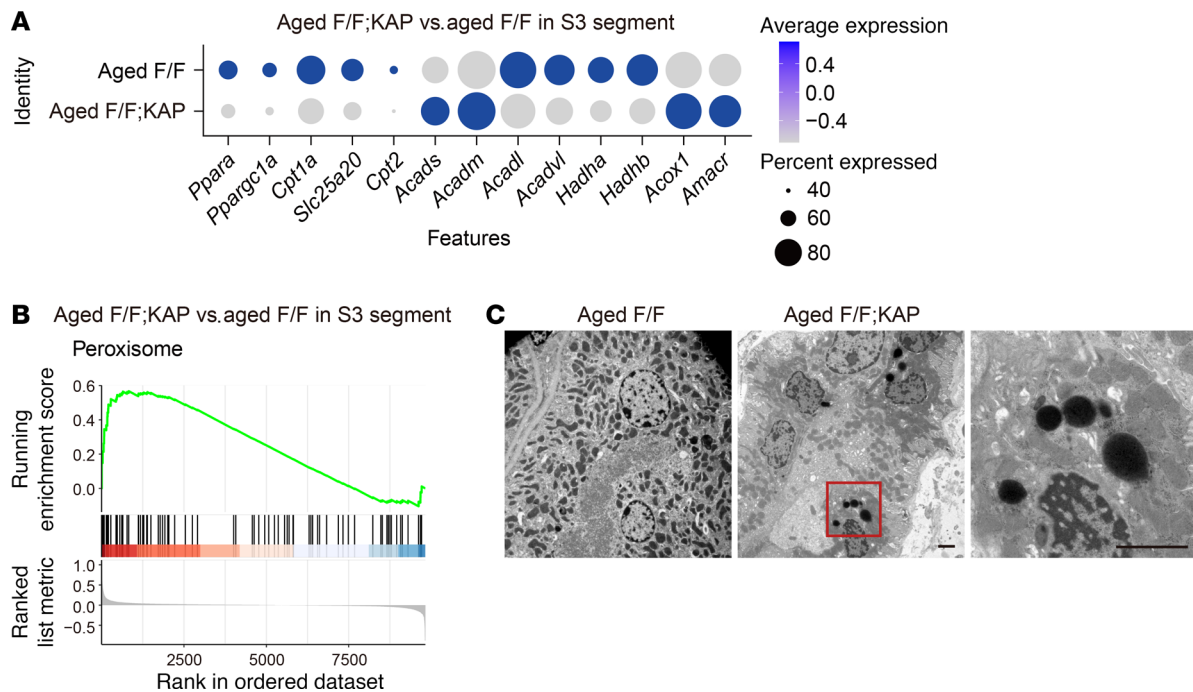 A
Aged F/F;KAP vs. aged F/F in S3 segment
Identity
Aged F/F
Aged F/F;KAP
Ppara
Ppargc1a
Cpt1a
Slc25a20
Cpt2
Acads
Acadm
Acadl
Acadvl
Hadha
Hadhb
Acox1
Amacr
Features
Average expression
0.4
0.0
−0.4
Percent expressed
40
60
80
B
Aged F/F;KAP vs. aged F/F in S3 segment
Peroxisome
Running
enrichment score
0.6
0.4
0.2
0.0
Ranked
list metric
1.0
0.5
0.0
−0.5
2500
5000
7500
Rank in ordered dataset
C
Aged F/F
Aged F/F;KAP